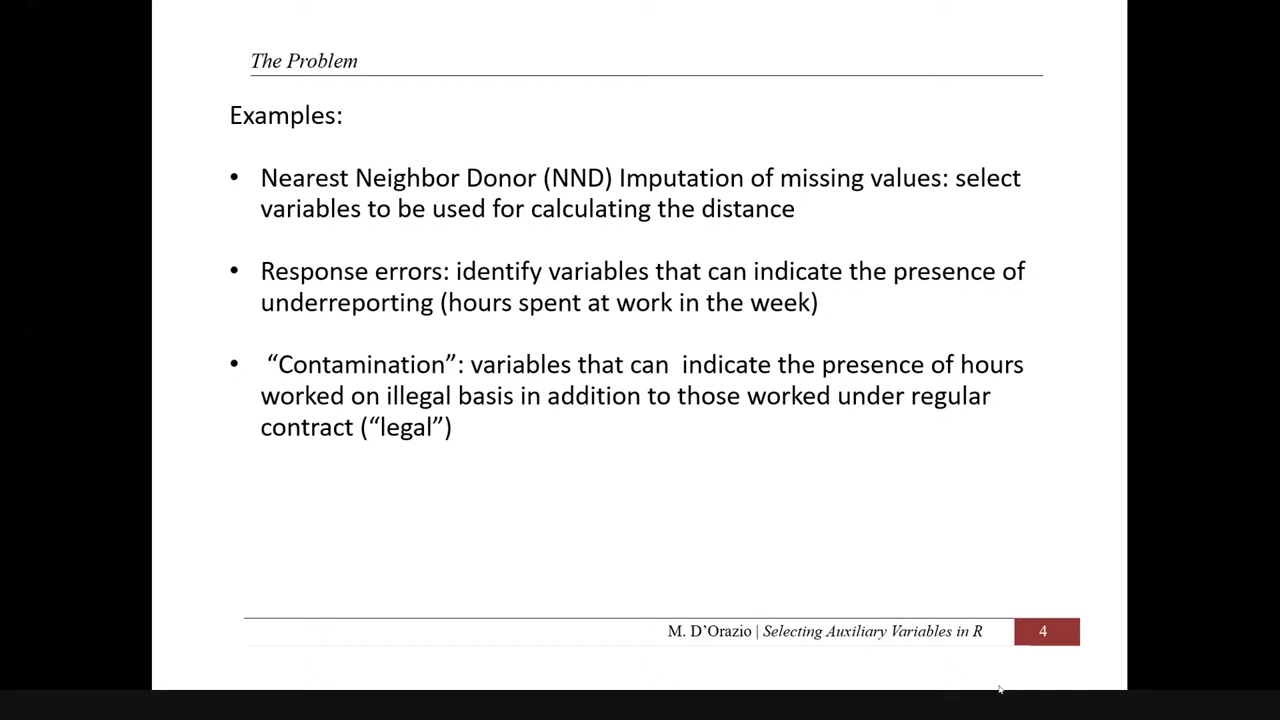 The Problem
Examples:
• Nearest Neighbor Donor (NND) Imputation of missing values: select
variables to be used for calculating the distance
• Response errors: identify variables that can indicate the presence of
underreporting (hours spent at work in the week)
• “Contamination”: variables that can indicate the presence of hours
worked on illegal basis in addition to those worked under regular
contract (“legal”)
M. D’Orazio | Selecting Auxiliary Variables in R 4